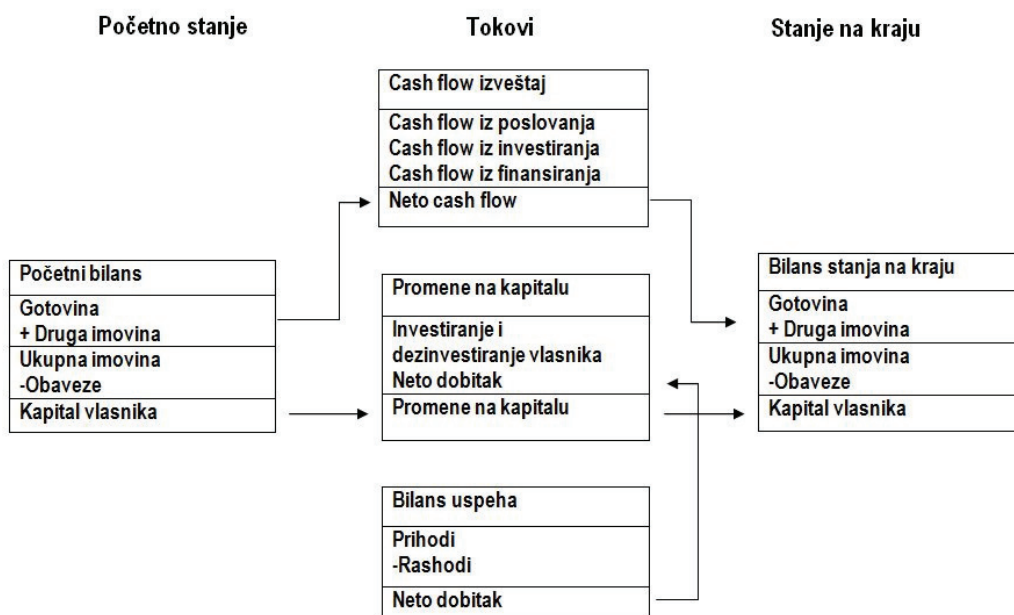 Početno stanje
Tokovi
Stanje na kraju
Cash flow izveštaj
Cash flow iz poslovanja
Cash flow iz investiranja
Cash flow iz finansiranja
Neto cash flow
Početni bilans
Gotovina
+ Druga imovina
Ukupna imovina
-Obaveze
Kapital vlasnika
Promene na kapitalu
Investiranje i
dezinvestiranje vlasnika
Neto dobitak
Promene na kapitalu
Bilans stanja na kraju
Gotovina
+ Druga imovina
Ukupna imovina
-Obaveze
Kapital vlasnika
Bilans uspeha
Prihodi
-Rashodi
Neto dobitak